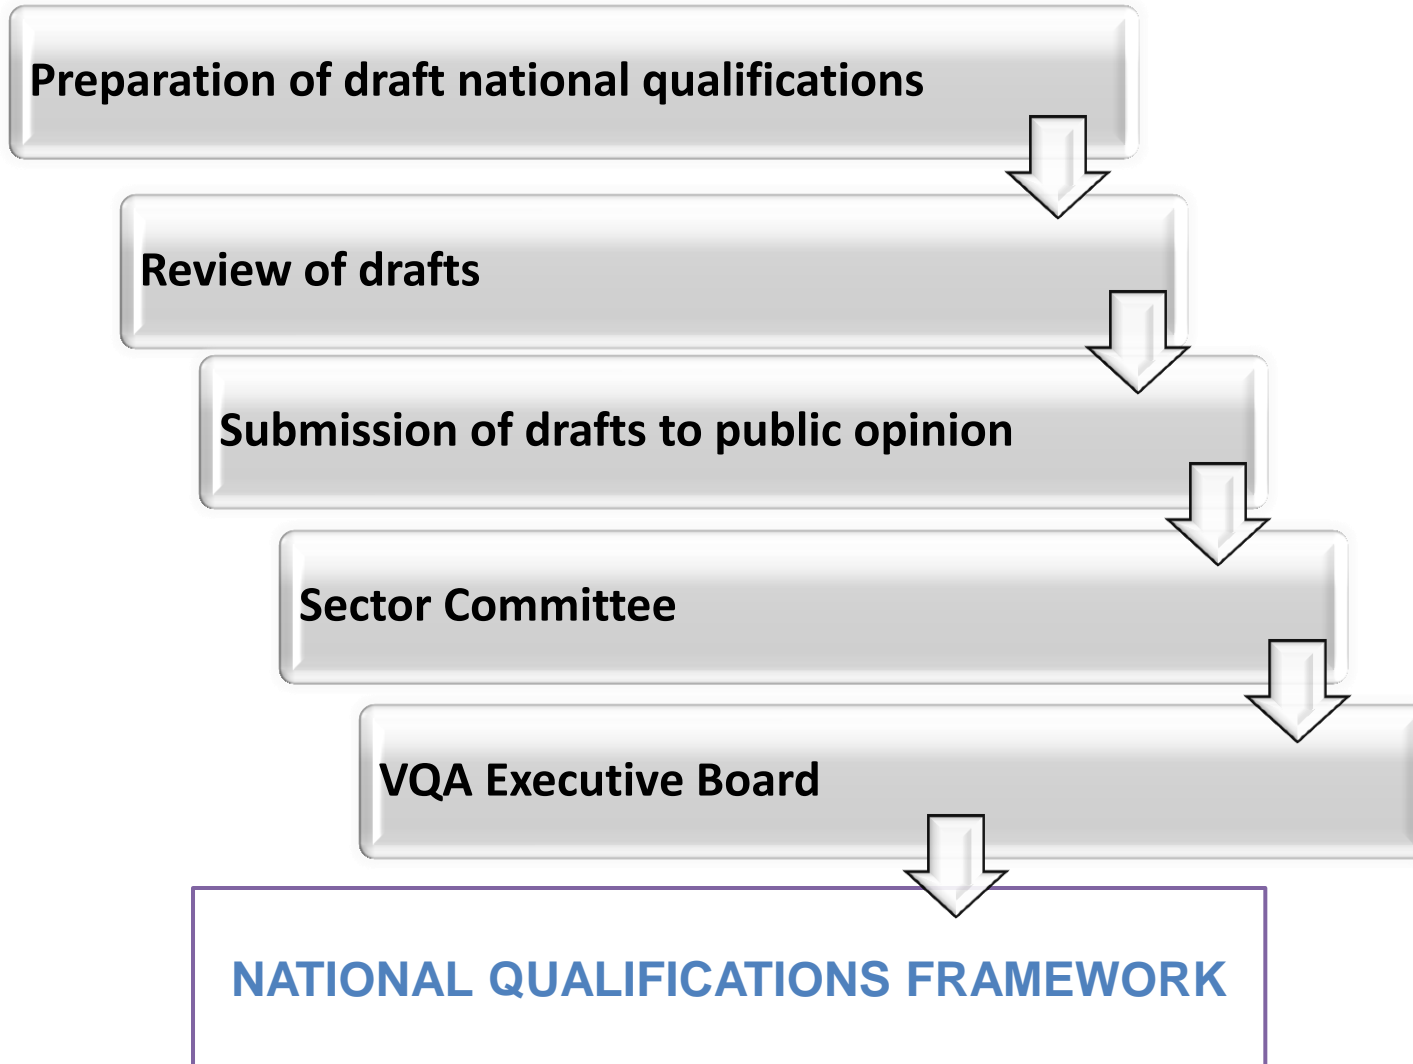 Preparation of draft national qualifications
Review of drafts
Submission of drafts to public opinion
Sector Committee
VQA Executive Board
NATIONAL QUALIFICATIONS FRAMEWORK